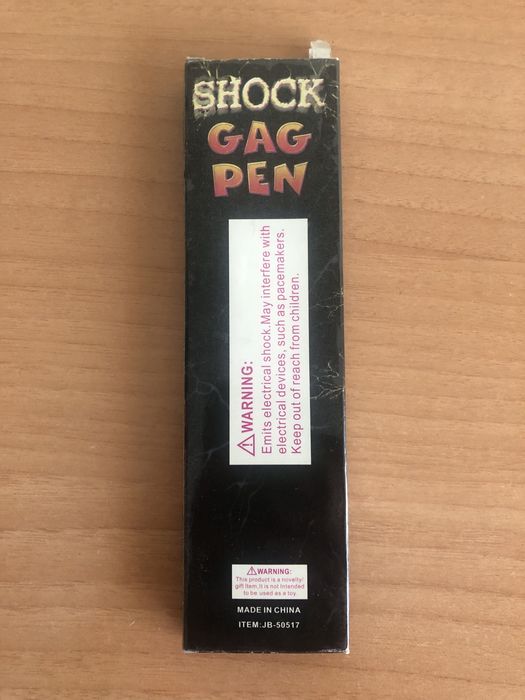 SHOCK
GAG
PEN
⚠WARNING:
Emits electrical shock.May interfere with
electrical devices, such as pacemakers.
Keep out of reach from children.
⚠WARNING:
This product is a novelty/
gift Item,It is not Intended
to be used as a toy.
MADE IN CHINA
ITEM:JB-50517